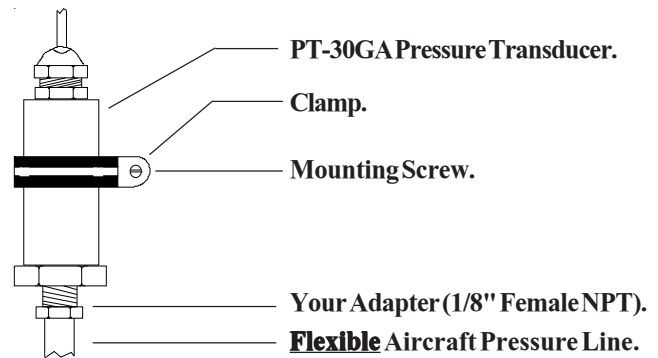 PT-30GA Pressure Transducer.
Clamp.
Mounting Screw.
Your Adapter (1/8" Female NPT).
Flexible Aircraft Pressure Line.